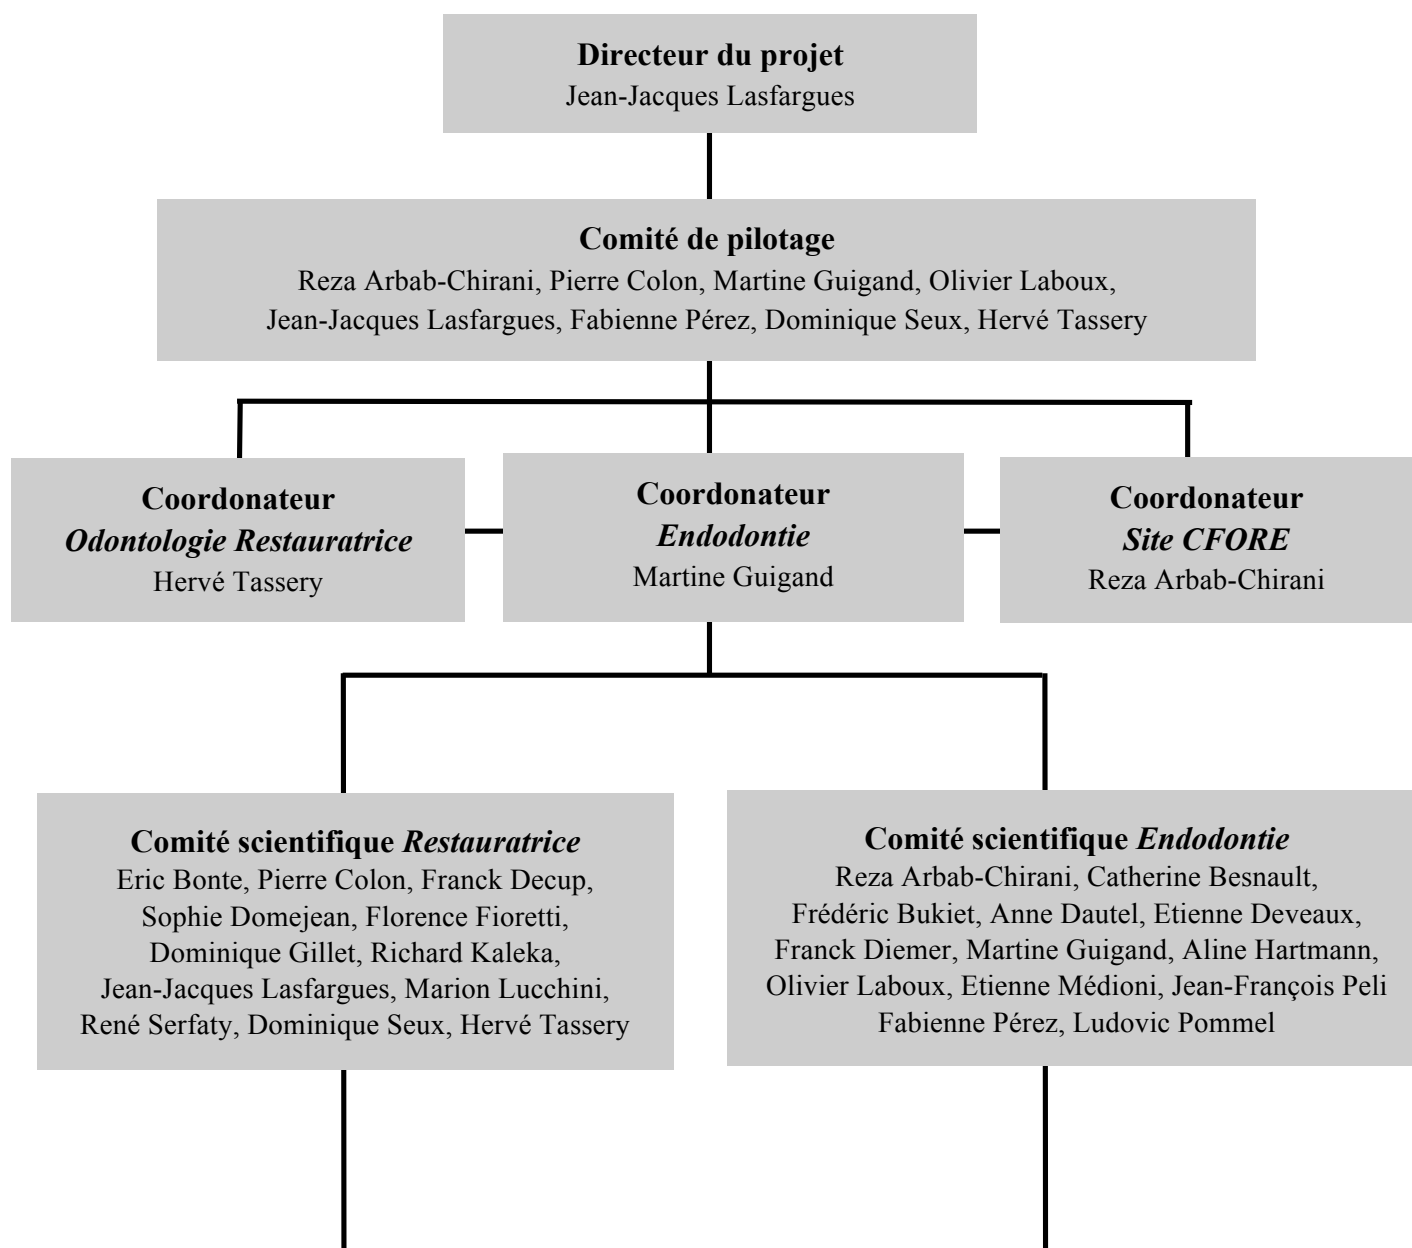 Directeur du projet
Jean-Jacques Lasfargues
Comité de pilotage
Reza Arbab-Chirani, Pierre Colon, Martine Guigand, Olivier Laboux,
Jean-Jacques Lasfargues, Fabienne Pérez, Dominique Seux, Hervé Tassery
Coordonateur
Odontologie Restauratrice
Hervé Tassery
Coordonateur
Endodontie
Martine Guigand
Coordonateur
Site CFORE
Reza Arbab-Chirani
Comité scientifique Restauratrice
Eric Bonte, Pierre Colon, Franck Decup,
Sophie Domejean, Florence Fioretti,
Dominique Gillet, Richard Kaleka,
Jean-Jacques Lasfargues, Marion Lucchini,
René Serfaty, Dominique Seux, Hervé Tassery
Comité scientifique Endodontie
Reza Arbab-Chirani, Catherine Besnault,
Frédéric Bukiet, Anne Dautel, Etienne Deveaux,
Franck Diemer, Martine Guigand, Aline Hartmann,
Olivier Laboux, Etienne Médioni, Jean-François Peli
Fabienne Pérez, Ludovic Pommel